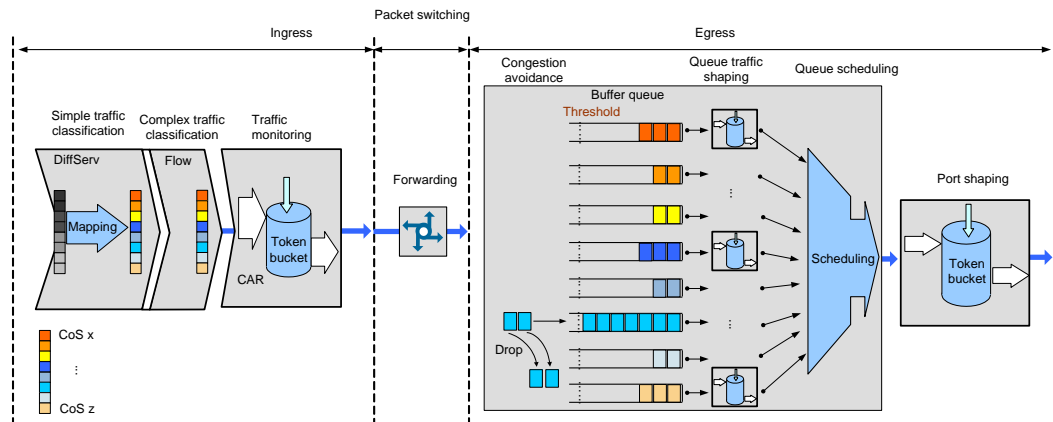 Packet switching
Ingress
Egress
Congestion
avoidance
Queue traffic
shaping
Queue scheduling
Simple traffic
classification
Complex traffic
classification
Traffic
monitoring
Buffer queue
Threshold
DiffServ
Flow
Forwarding
Port shaping
Mapping
Token
bucket
CAR
...
...
Scheduling
Token
bucket
CoS x
...
CoS z
Drop